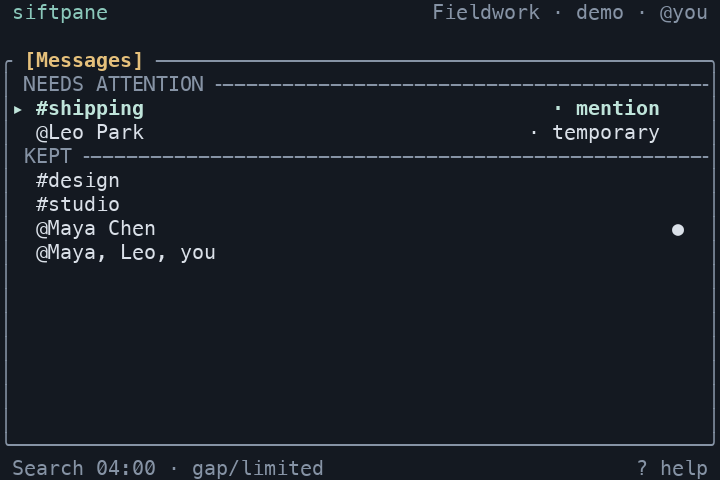 siftpane Fieldwork · demo · @you
[Messages]
NEEDS ATTENTION
▸ #shipping · mention
@Leo Park · temporary
KEPT
#design
#studio
@Maya Chen ●
@Maya, Leo, you
Search 04:00 · gap/limited ? help